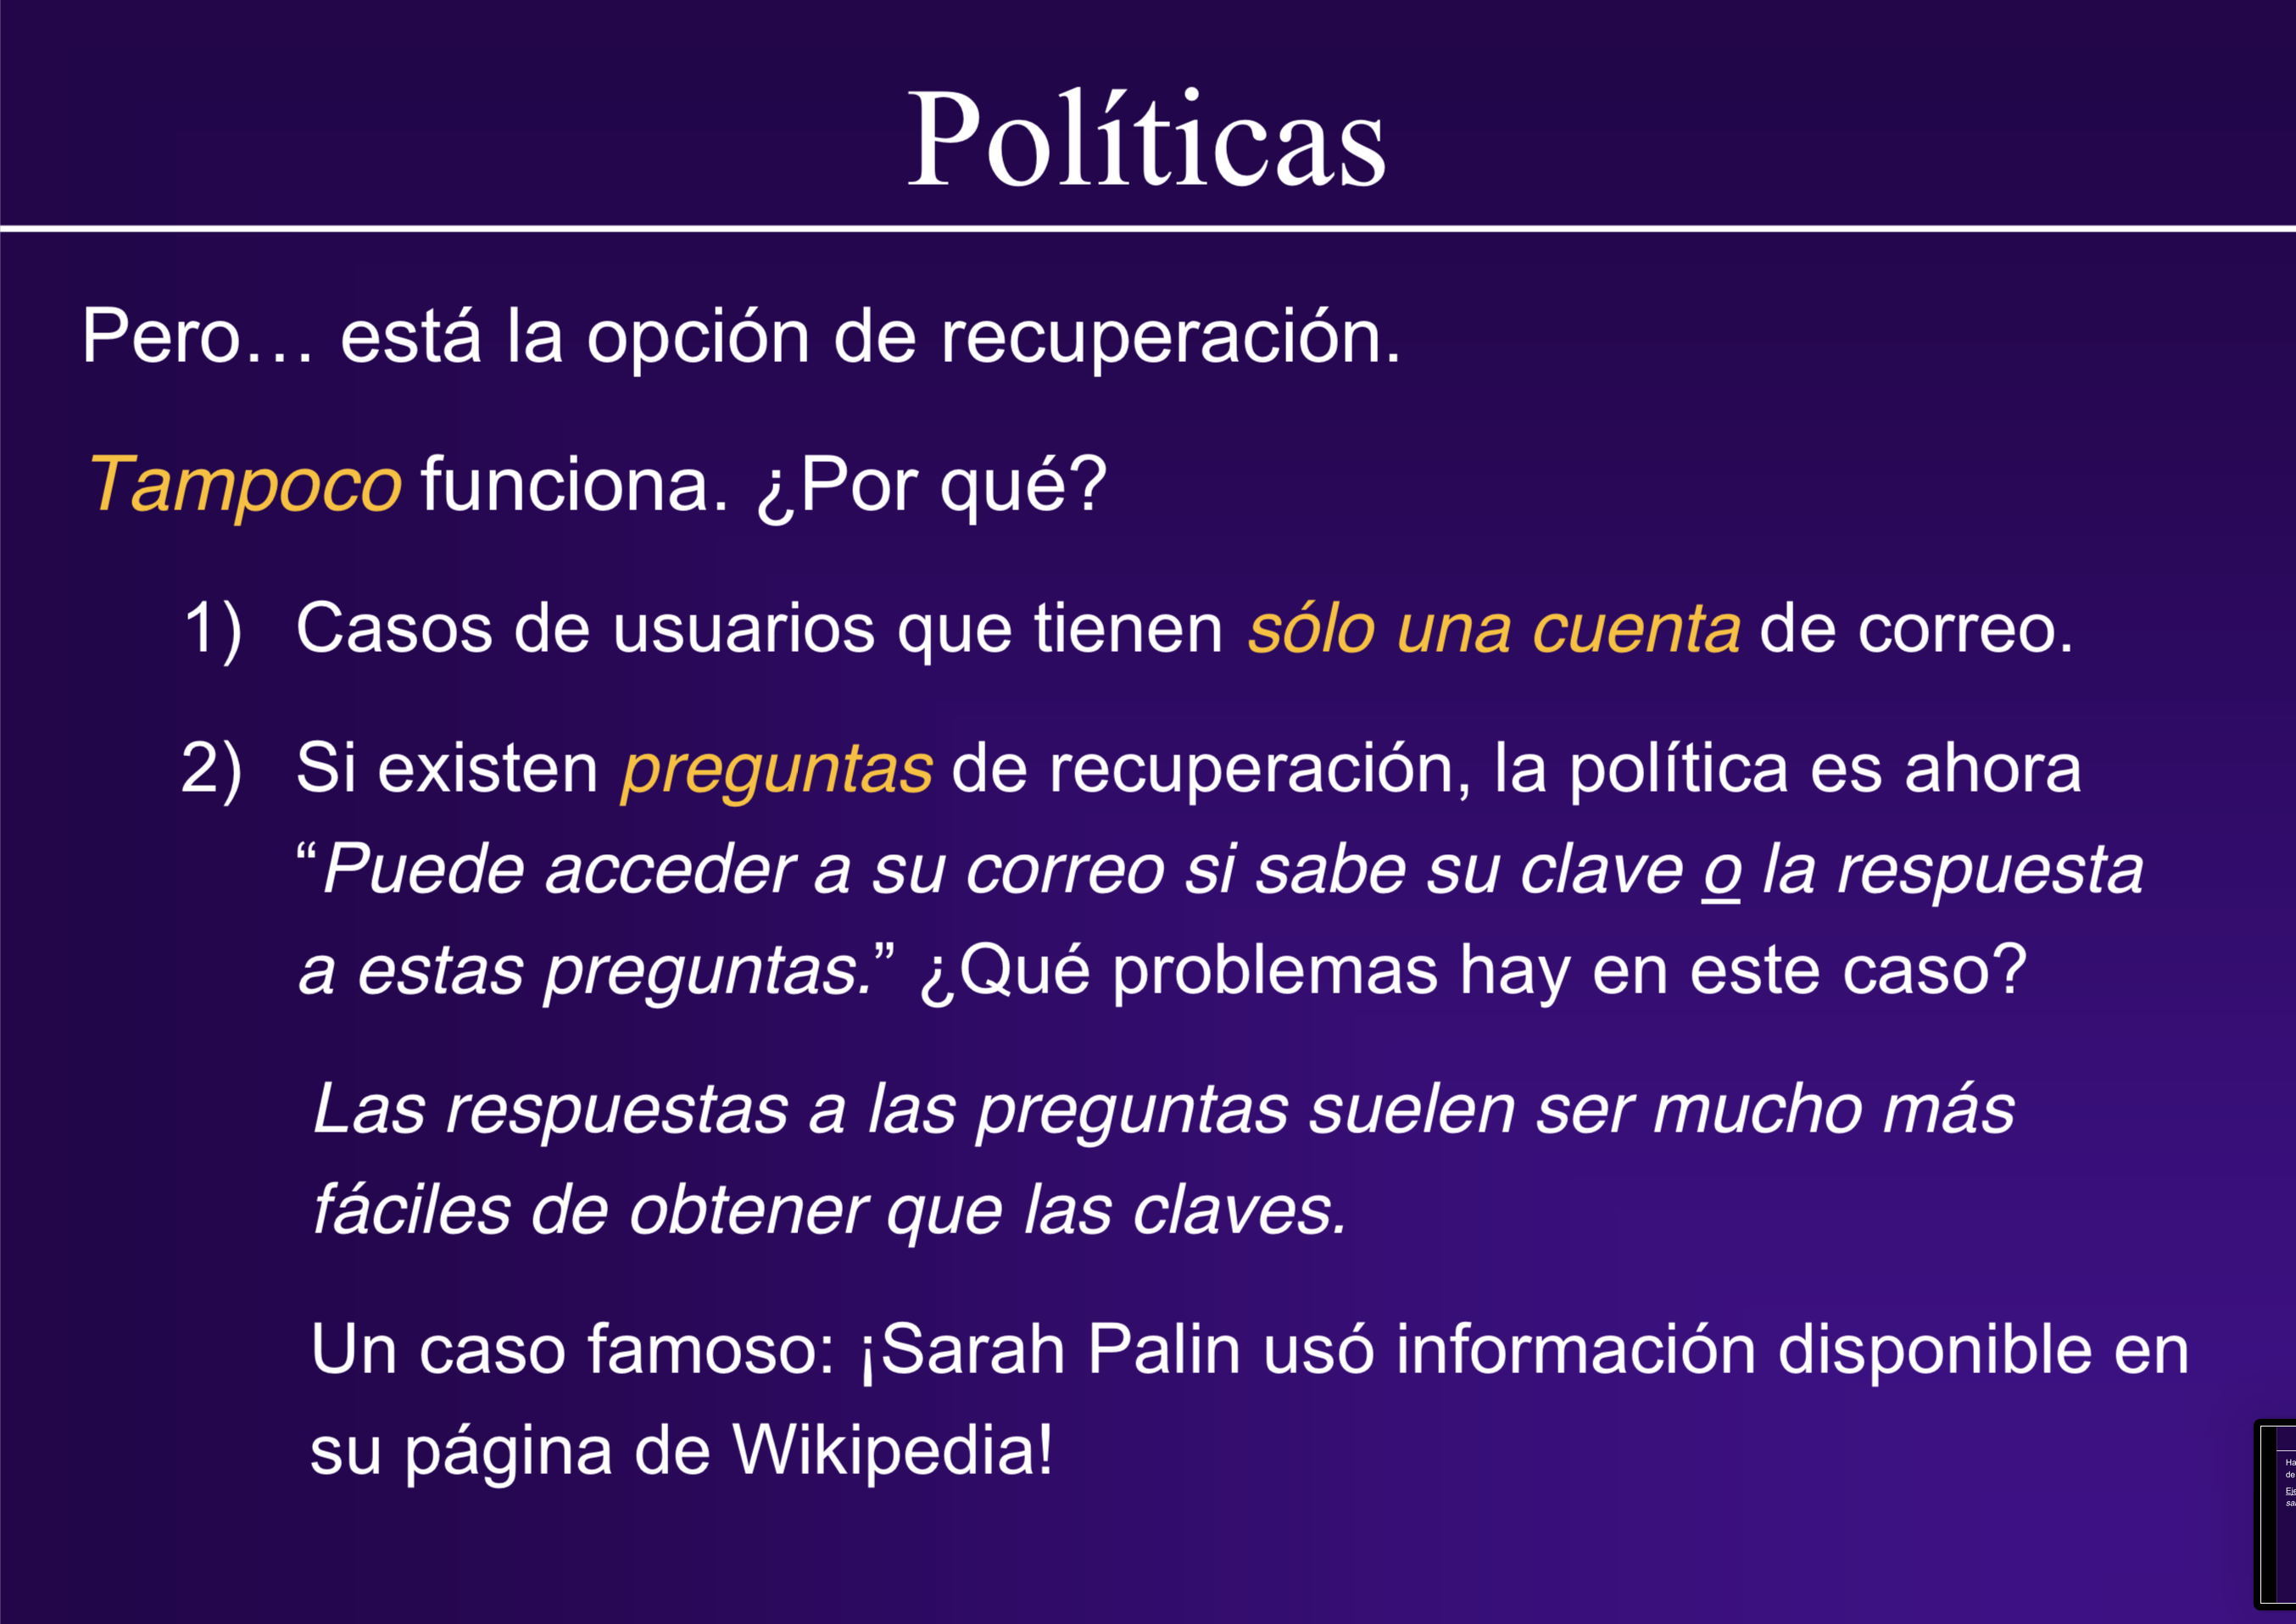 Políticas
Pero... está la opción de recuperación.
Tampoco funciona. ¿Por qué?
1) Casos de usuarios que tienen sólo una cuenta de correo.
2) Si existen preguntas de recuperación, la política es ahora
“Puede acceder a su correo si sabe su clave o la respuesta
a estas preguntas.” ¿Qué problemas hay en este caso?
Las respuestas a las preguntas suelen ser mucho más
fáciles de obtener que las claves.
Un caso famoso: ¡Sarah Palin usó información disponible en
su página de Wikipedia!
Ha
de